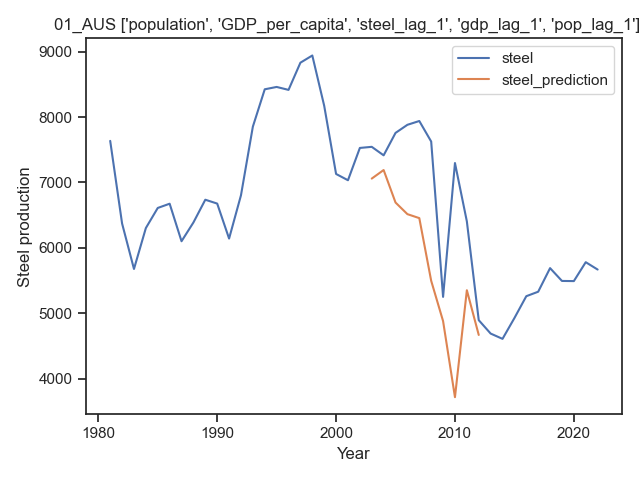 01_AUS ['population', 'GDP_per_capita', 'steel_lag_1', 'gdp_lag_1', 'pop_lag_1']
steel
steel_prediction
9000
8000
7000
6000
5000
4000
Steel production
1980
1990
2000
2010
2020
Year